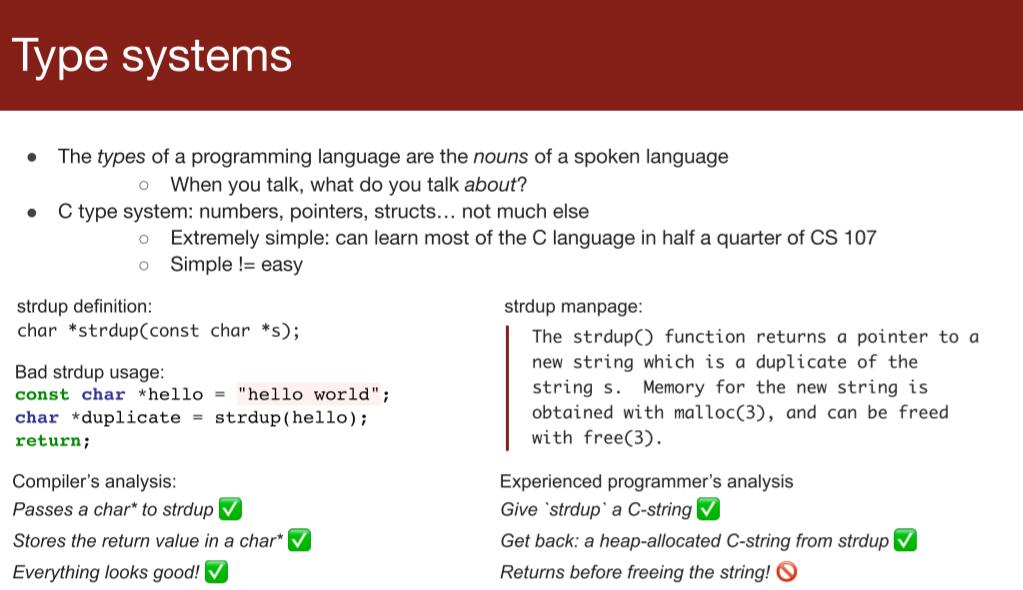 Type systems
● The types of a programming language are the nouns of a spoken language
○ When you talk, what do you talk about?
● C type system: numbers, pointers, structs… not much else
○ Extremely simple: can learn most of the C language in half a quarter of CS 107
○ Simple != easy
strdup definition:
char *strdup(const char *s);
Bad strdup usage:
const char *hello = "hello world";
char *duplicate = strdup(hello);
return;
Compiler’s analysis:
Passes a char* to strdup ✅
Stores the return value in a char* ✅
Everything looks good! ✅
strdup manpage:
The strdup() function returns a pointer to a
new string which is a duplicate of the
string s.  Memory for the new string is
obtained with malloc(3), and can be freed
with free(3).
Experienced programmer’s analysis
Give `strdup` a C-string ✅
Get back: a heap-allocated C-string from strdup ✅
Returns before freeing the string! 🚫